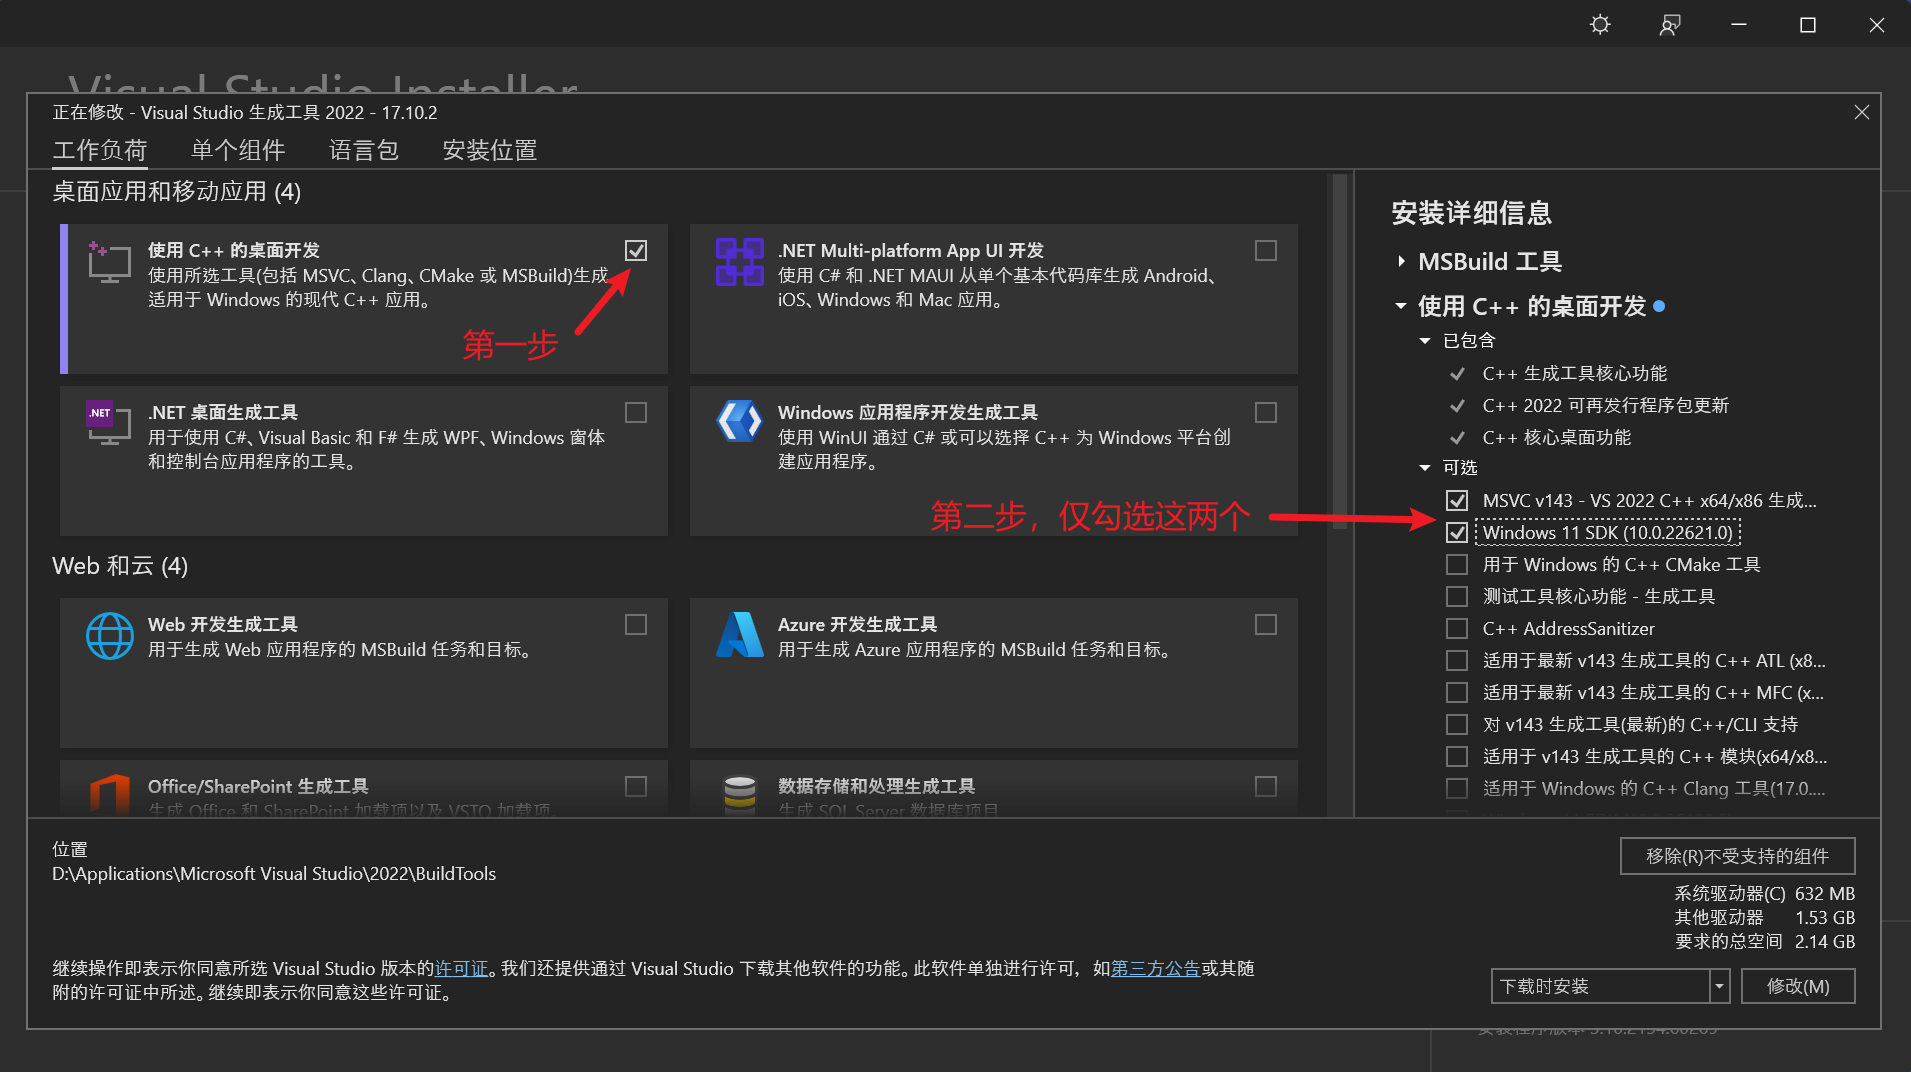 Visual Studio Installer
正在修改 - Visual Studio 生成工具 2022 - 17.10.2
工作负荷 单个组件 语言包 安装位置
桌面应用和移动应用 (4)
使用 C++ 的桌面开发
使用所选工具(包括 MSVC、Clang、CMake 或 MSBuild)生成
适用于 Windows 的现代 C++ 应用。
第一步
.NET Multi-platform App UI 开发
使用 C# 和 .NET MAUI 从单个基本代码库生成 Android、
iOS、Windows 和 Mac 应用。
.NET
.NET 桌面生成工具
用于使用 C#、Visual Basic 和 F# 生成 WPF、Windows 窗体
和控制台应用程序的工具。
Windows 应用程序开发生成工具
使用 WinUI 通过 C# 或可以选择 C++ 为 Windows 平台创
建应用程序。
第二步，仅勾选这两个
Web 和云 (4)
Web 开发生成工具
用于生成 Web 应用程序的 MSBuild 任务和目标。
Azure 开发生成工具
用于生成 Azure 应用程序的 MSBuild 任务和目标。
Office/SharePoint 生成工具
生成 Office 和 SharePoint 加载项以及 VSTO 加载项。
数据存储和处理生成工具
生成 SQL Server 数据库项目
安装详细信息
MSBuild 工具
使用 C++ 的桌面开发
已包含
C++ 生成工具核心功能
C++ 2022 可再发行程序包更新
C++ 核心桌面功能
可选
MSVC v143 - VS 2022 C++ x64/x86 生成...
Windows 11 SDK (10.0.22621.0)
用于 Windows 的 C++ CMake 工具
测试工具核心功能 - 生成工具
C++ AddressSanitizer
适用于最新 v143 生成工具的 C++ ATL (x8...
适用于最新 v143 生成工具的 C++ MFC (x...
对 v143 生成工具(最新)的 C++/CLI 支持
适用于 v143 生成工具的 C++ 模块(x64/x8...
适用于 Windows 的 C++ Clang 工具(17.0....
位置
D:\Applications\Microsoft Visual Studio\2022\BuildTools
移除(R)不受支持的组件
系统驱动器(C) 632 MB
其他驱动器 1.53 GB
要求的总空间 2.14 GB
继续操作即表示你同意所选 Visual Studio 版本的许可证。我们还提供通过 Visual Studio 下载其他软件的功能。此软件单独进行许可，如第三方公告或其随
附的许可证中所述。继续即表示你同意这些许可证。
下载时安装 修改(M)